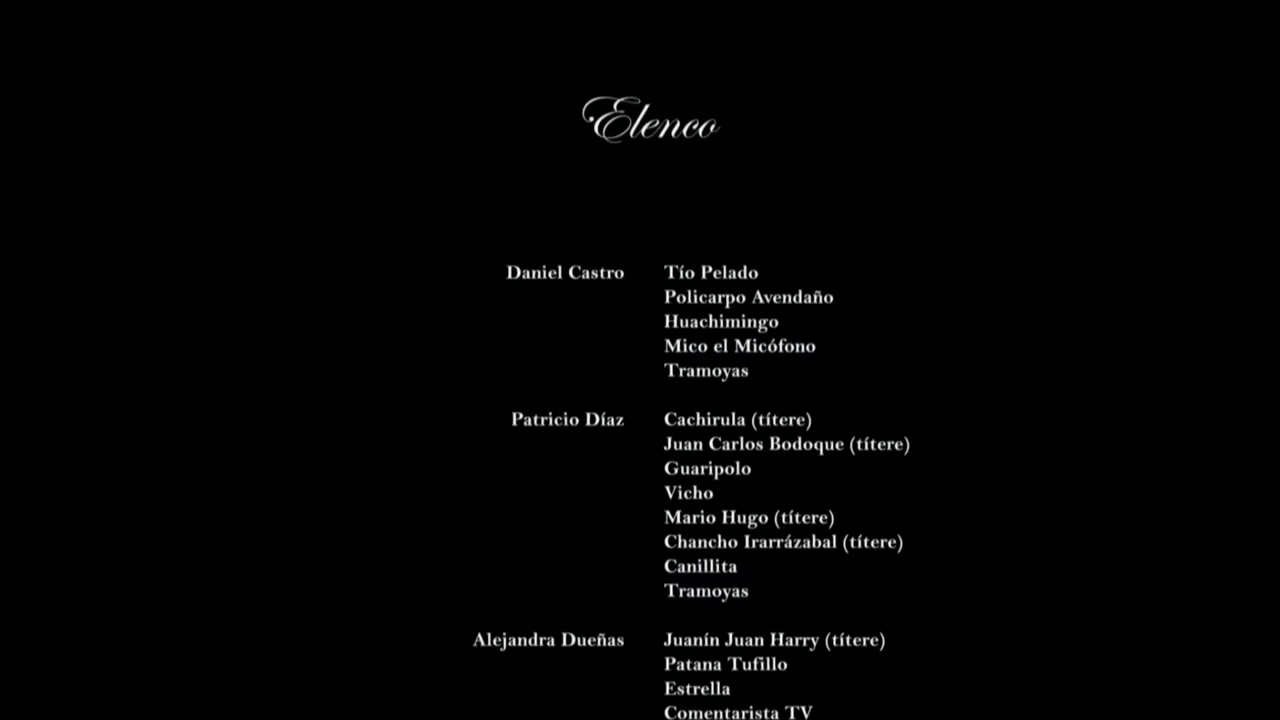 Elenco
Daniel Castro Tío Pelado
Policarpo Avendaño
Huachimingo
Mico el Micófono
Tramoyas
Patricio Díaz Cachirula (títere)
Juan Carlos Bodoque (títere)
Guaripolo
Vicho
Mario Hugo (títere)
Chancho Irarrázabal (títere)
Canillita
Tramoyas
Alejandra Dueñas Juanín Juan Harry (títere)
Patana Tufillo
Estrella
Comentarista TV